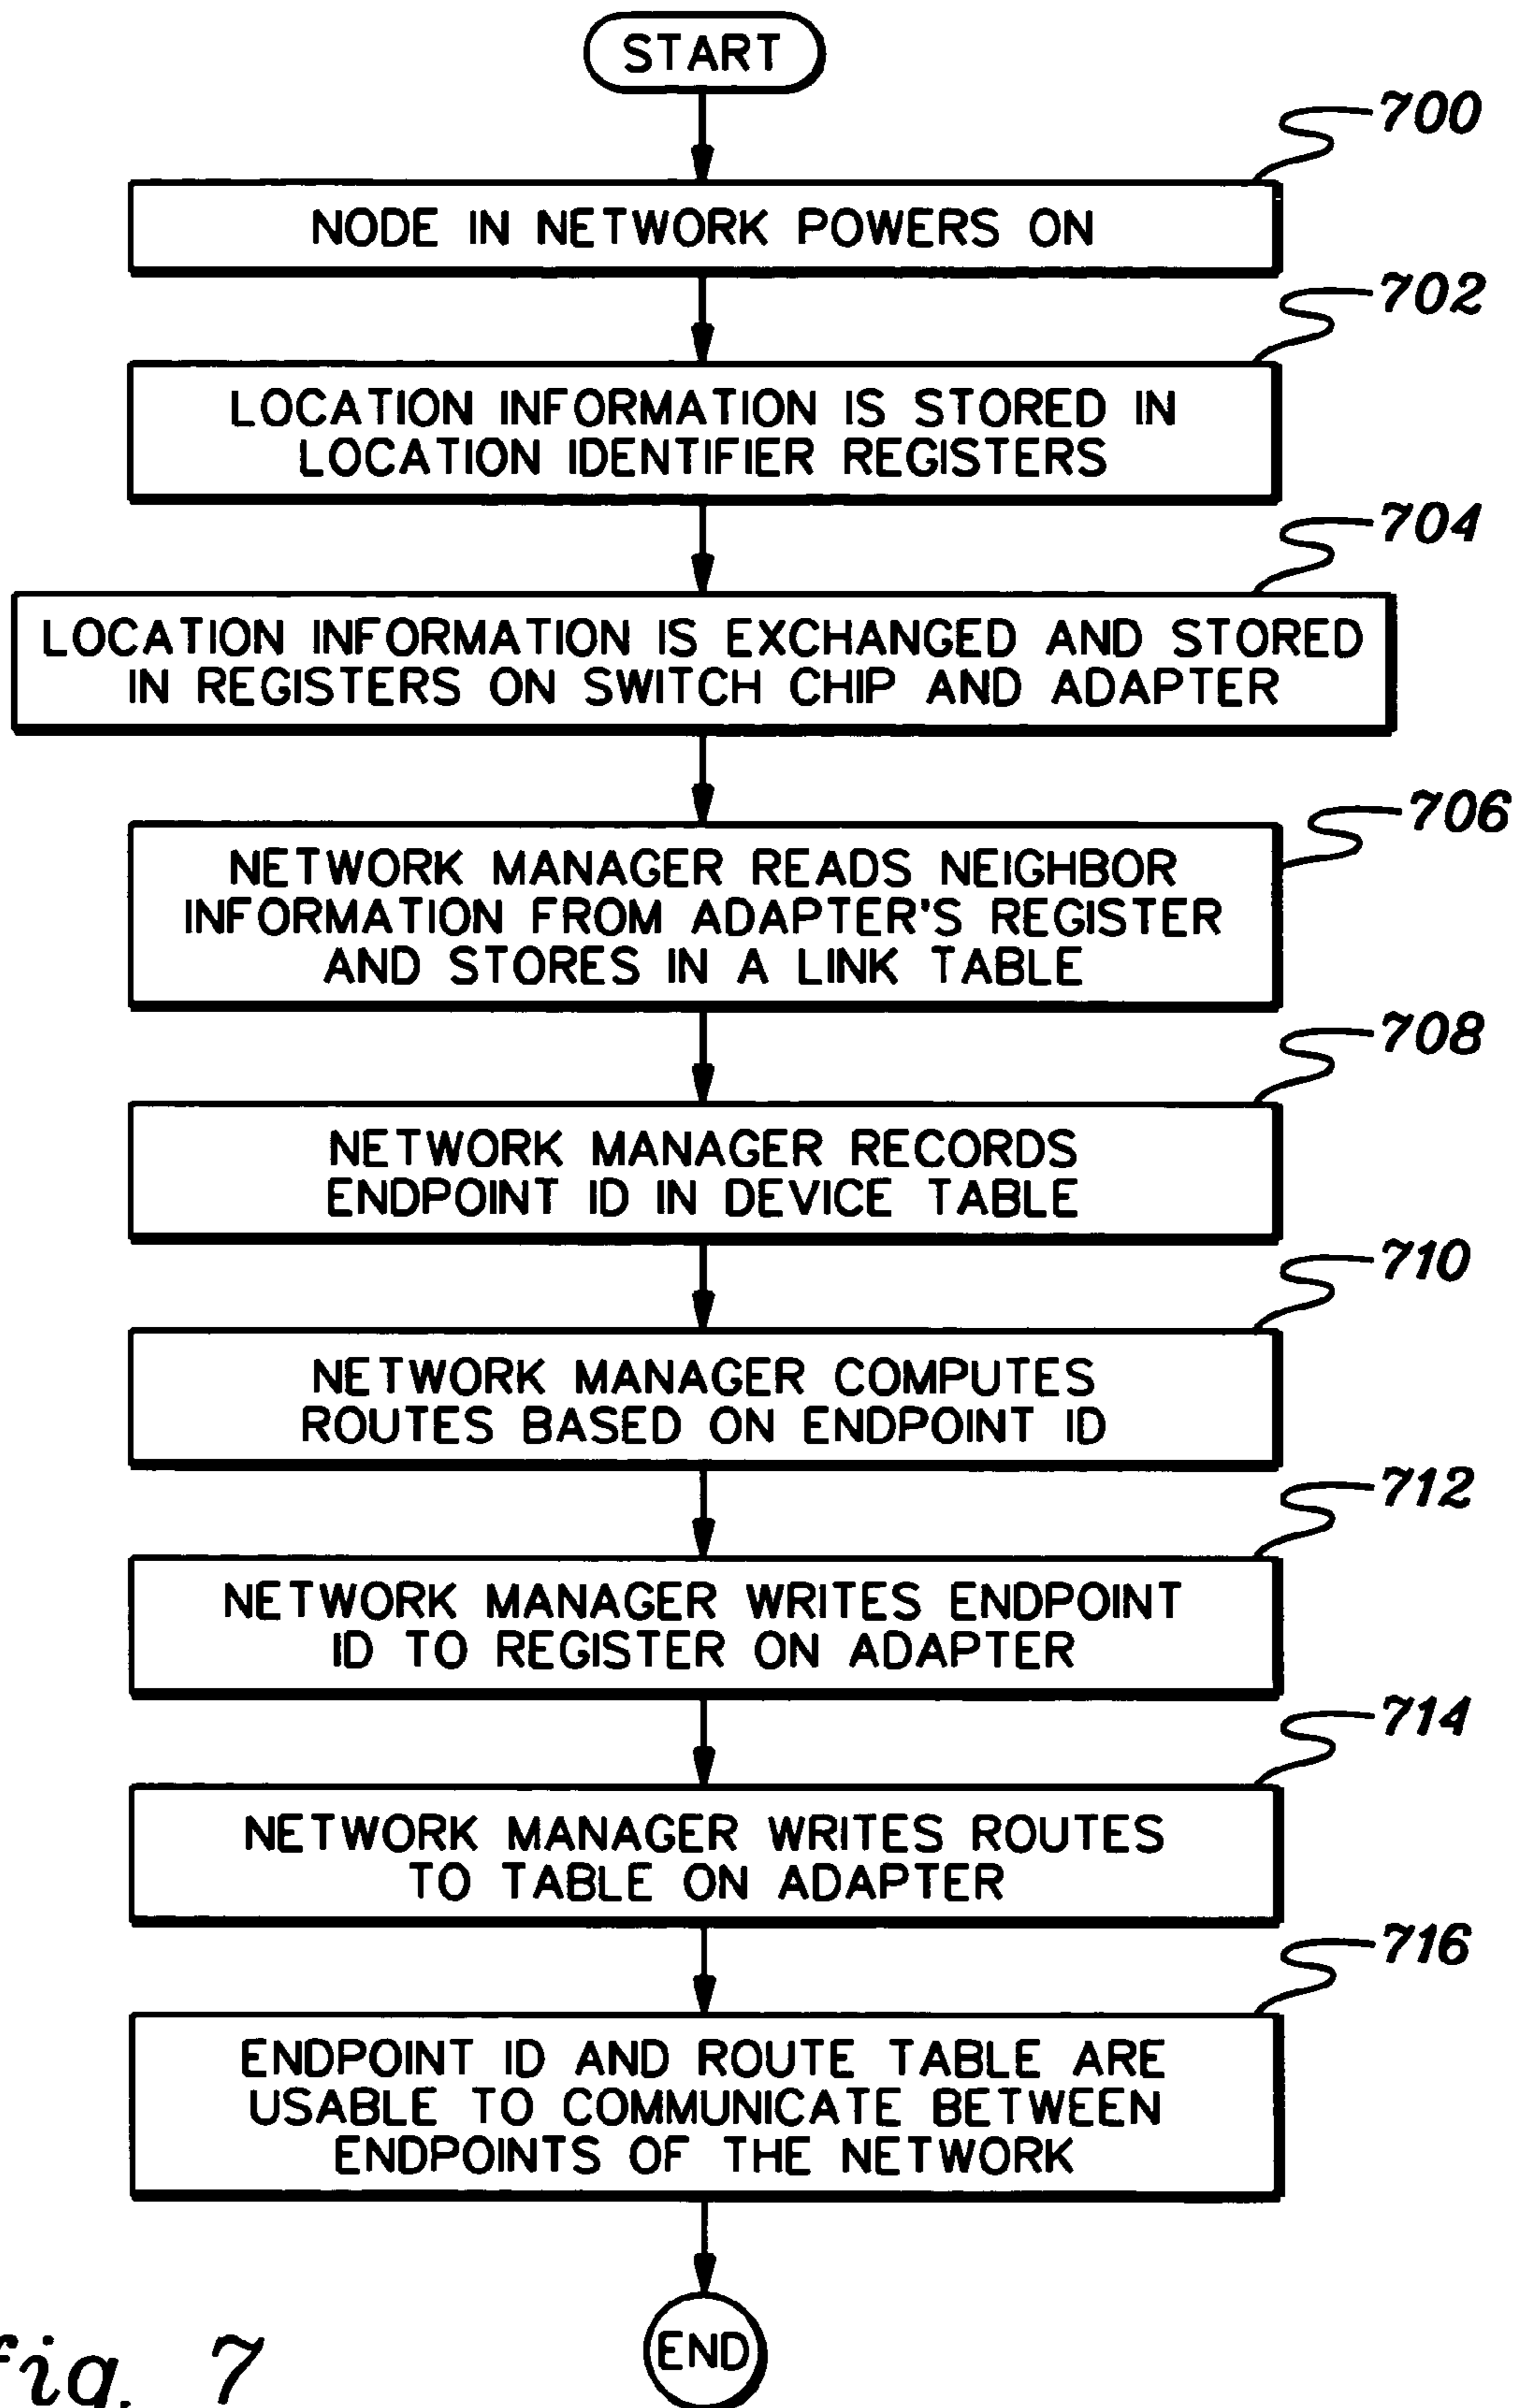 START
700
NODE IN NETWORK POWERS ON
702
LOCATION INFORMATION IS STORED IN
LOCATION IDENTIFIER REGISTERS
704
LOCATION INFORMATION IS EXCHANGED AND STORED
IN REGISTERS ON SWITCH CHIP AND ADAPTER
706
NETWORK MANAGER READS NEIGHBOR
INFORMATION FROM ADAPTER'S REGISTER
AND STORES IN A LINK TABLE
708
NETWORK MANAGER RECORDS
ENDPOINT ID IN DEVICE TABLE
710
NETWORK MANAGER COMPUTES
ROUTES BASED ON ENDPOINT ID
712
NETWORK MANAGER WRITES ENDPOINT
ID TO REGISTER ON ADAPTER
714
NETWORK MANAGER WRITES ROUTES
TO TABLE ON ADAPTER
716
ENDPOINT ID AND ROUTE TABLE ARE
USABLE TO COMMUNICATE BETWEEN
ENDPOINTS OF THE NETWORK
END
fig. 7